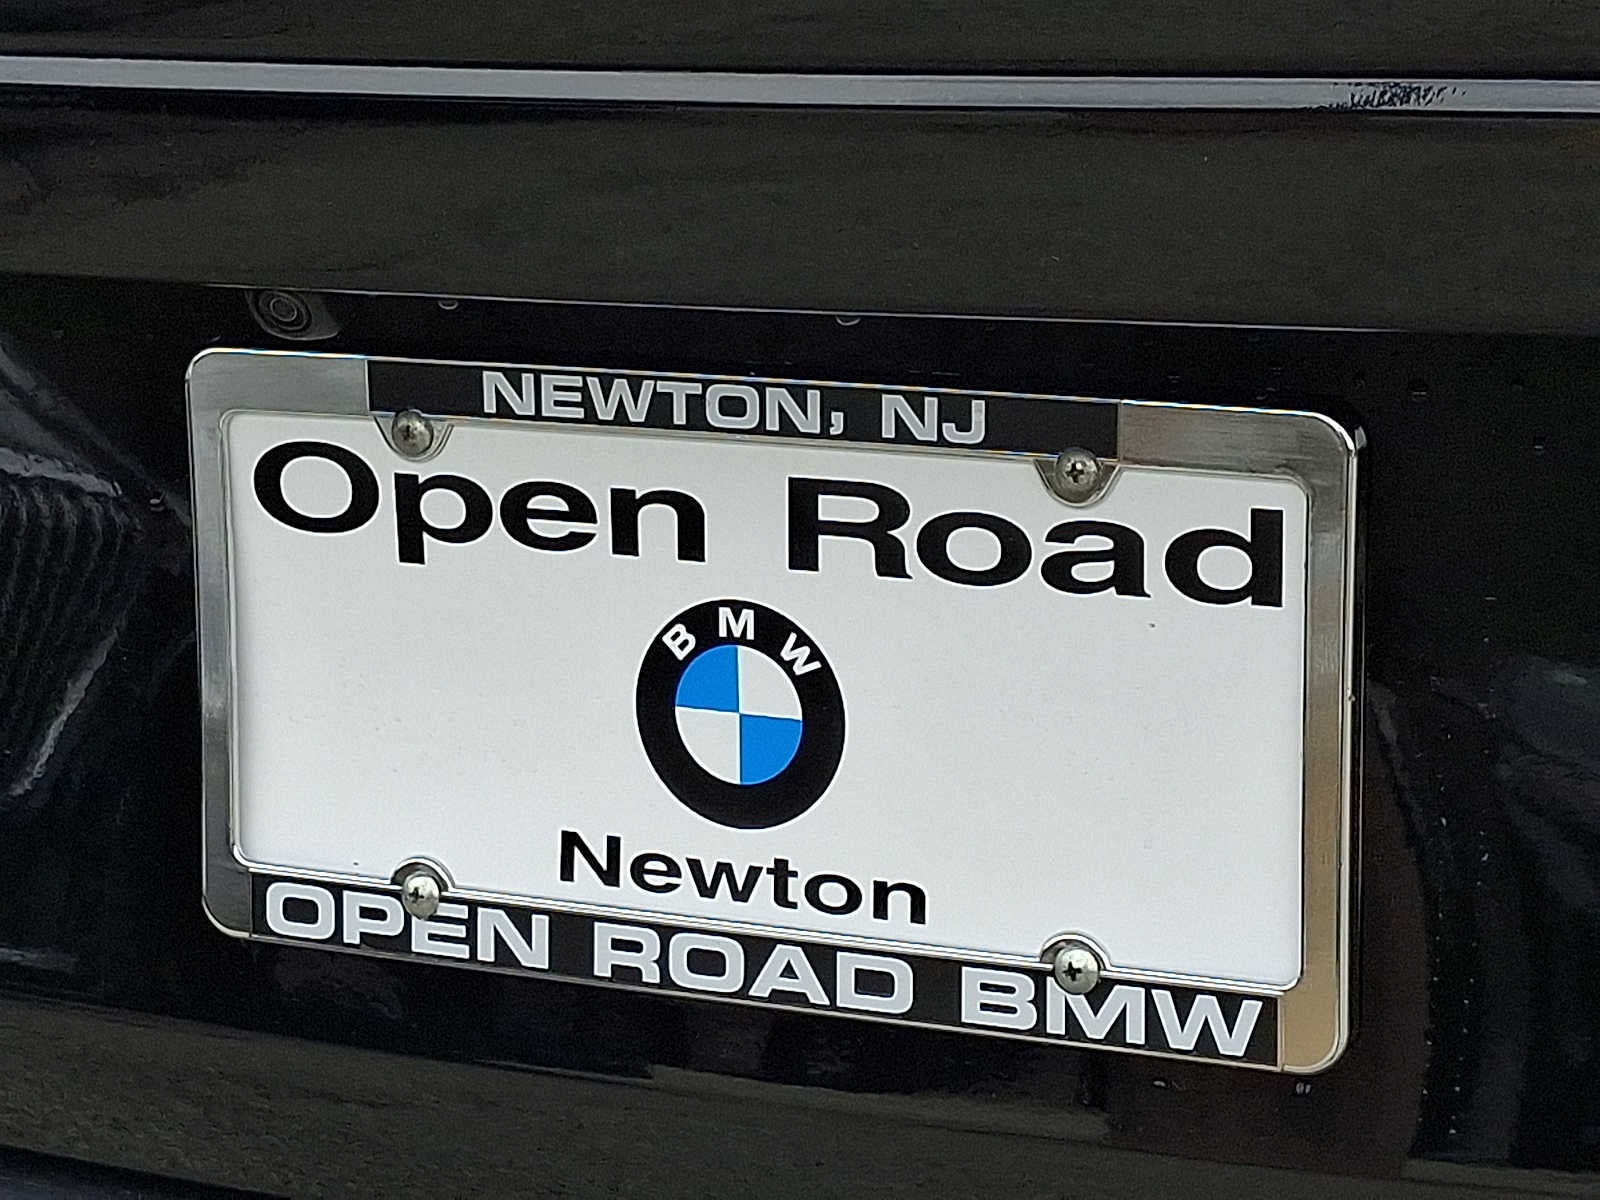 NEWTON, NJ
Open Road
BMW
Newton
OPEN ROAD BMW